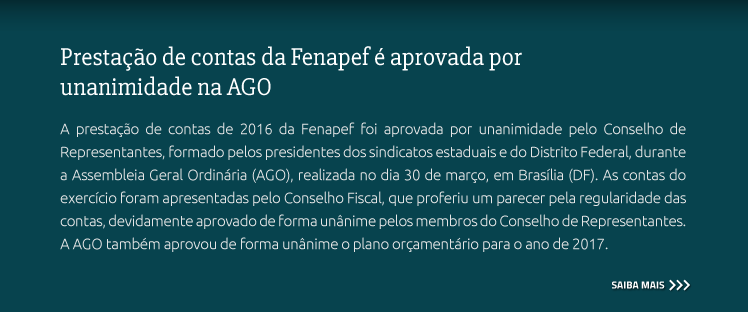 Prestação de contas da Fenapef é aprovada por
unanimidade na AGO
A prestação de contas de 2016 da Fenapef foi aprovada por unanimidade pelo Conselho de
Representantes, formado pelos presidentes dos sindicatos estaduais e do Distrito Federal, durante
a Assembleia Geral Ordinária (AGO), realizada no dia 30 de março, em Brasília (DF). As contas do
exercício foram apresentadas pelo Conselho Fiscal, que proferiu um parecer pela regularidade das
contas, devidamente aprovado de forma unânime pelos membros do Conselho de Representantes.
A AGO também aprovou de forma unânime o plano orçamentário para o ano de 2017.
SAIBA MAIS >>>